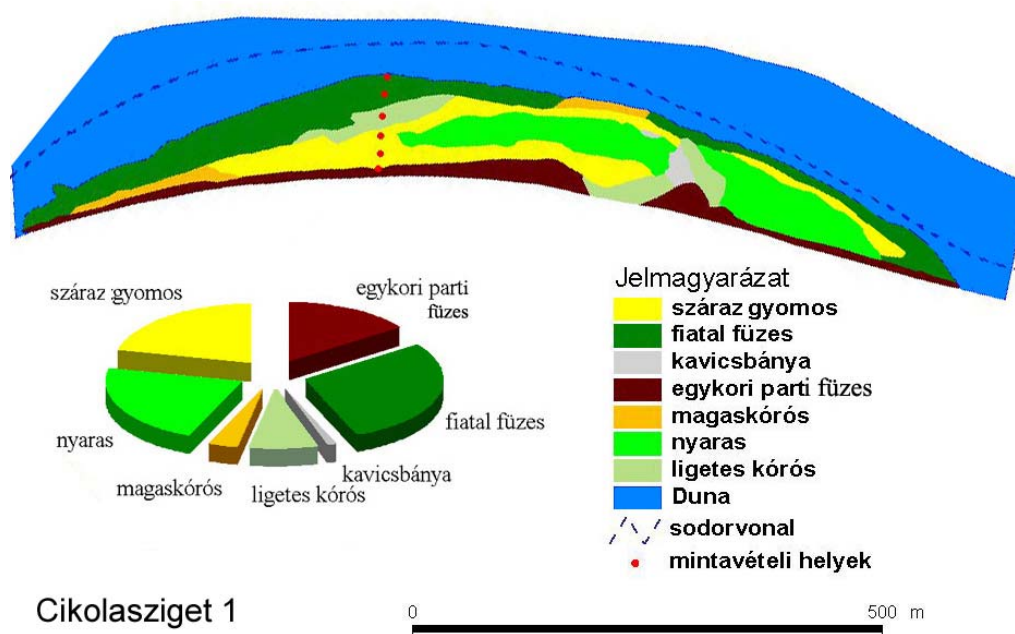 száraz gyomos
egykori parti
füzes
fiatal füzes
kavicsbánya
ligetes kórós
magaskórós
nyaras
Jelmagyarázat
száraz gyomos
fiatal füzes
kavicsbánya
egykori parti füzes
magaskórós
nyaras
ligetes kórós
Duna
sodorvonal
mintavételi helyek
Cikolasziget 1
0 500 m